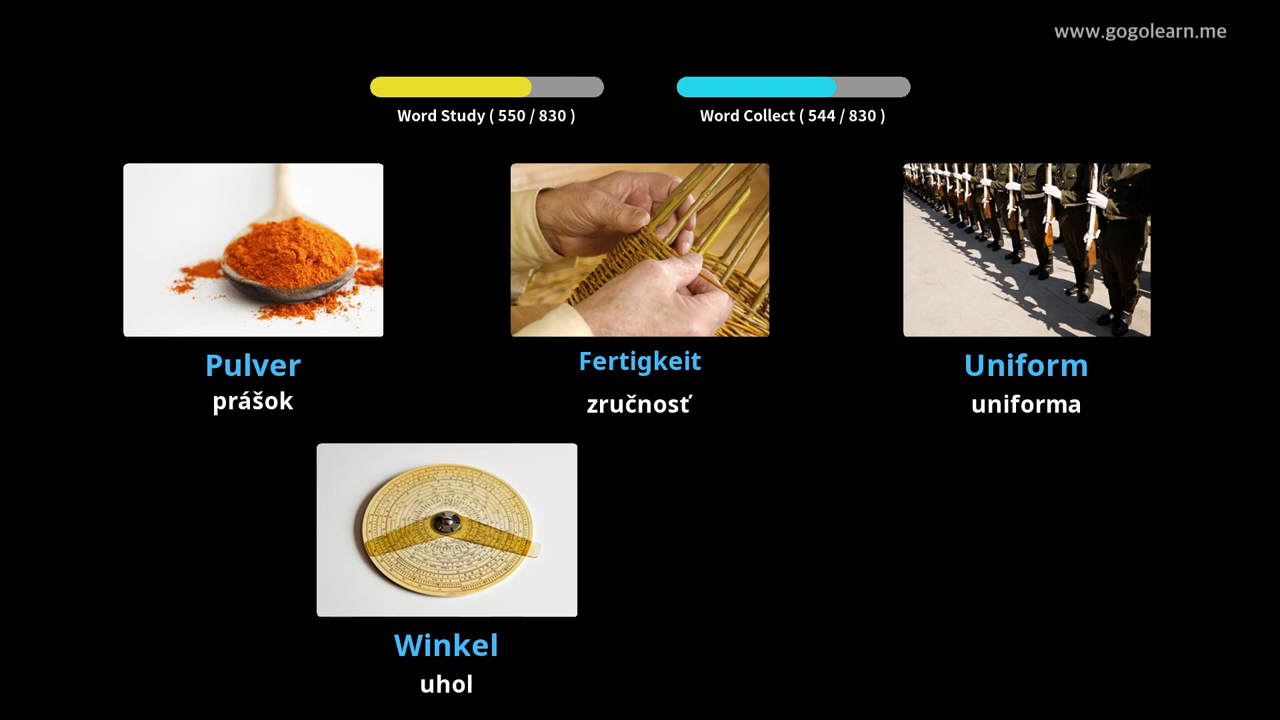 www.gogolearn.me
Word Study ( 550 / 830 )
Word Collect ( 544 / 830 )
Pulver
prášok
Fertigkeit
zručnosť
Uniform
uniforma
Winkel
uhol